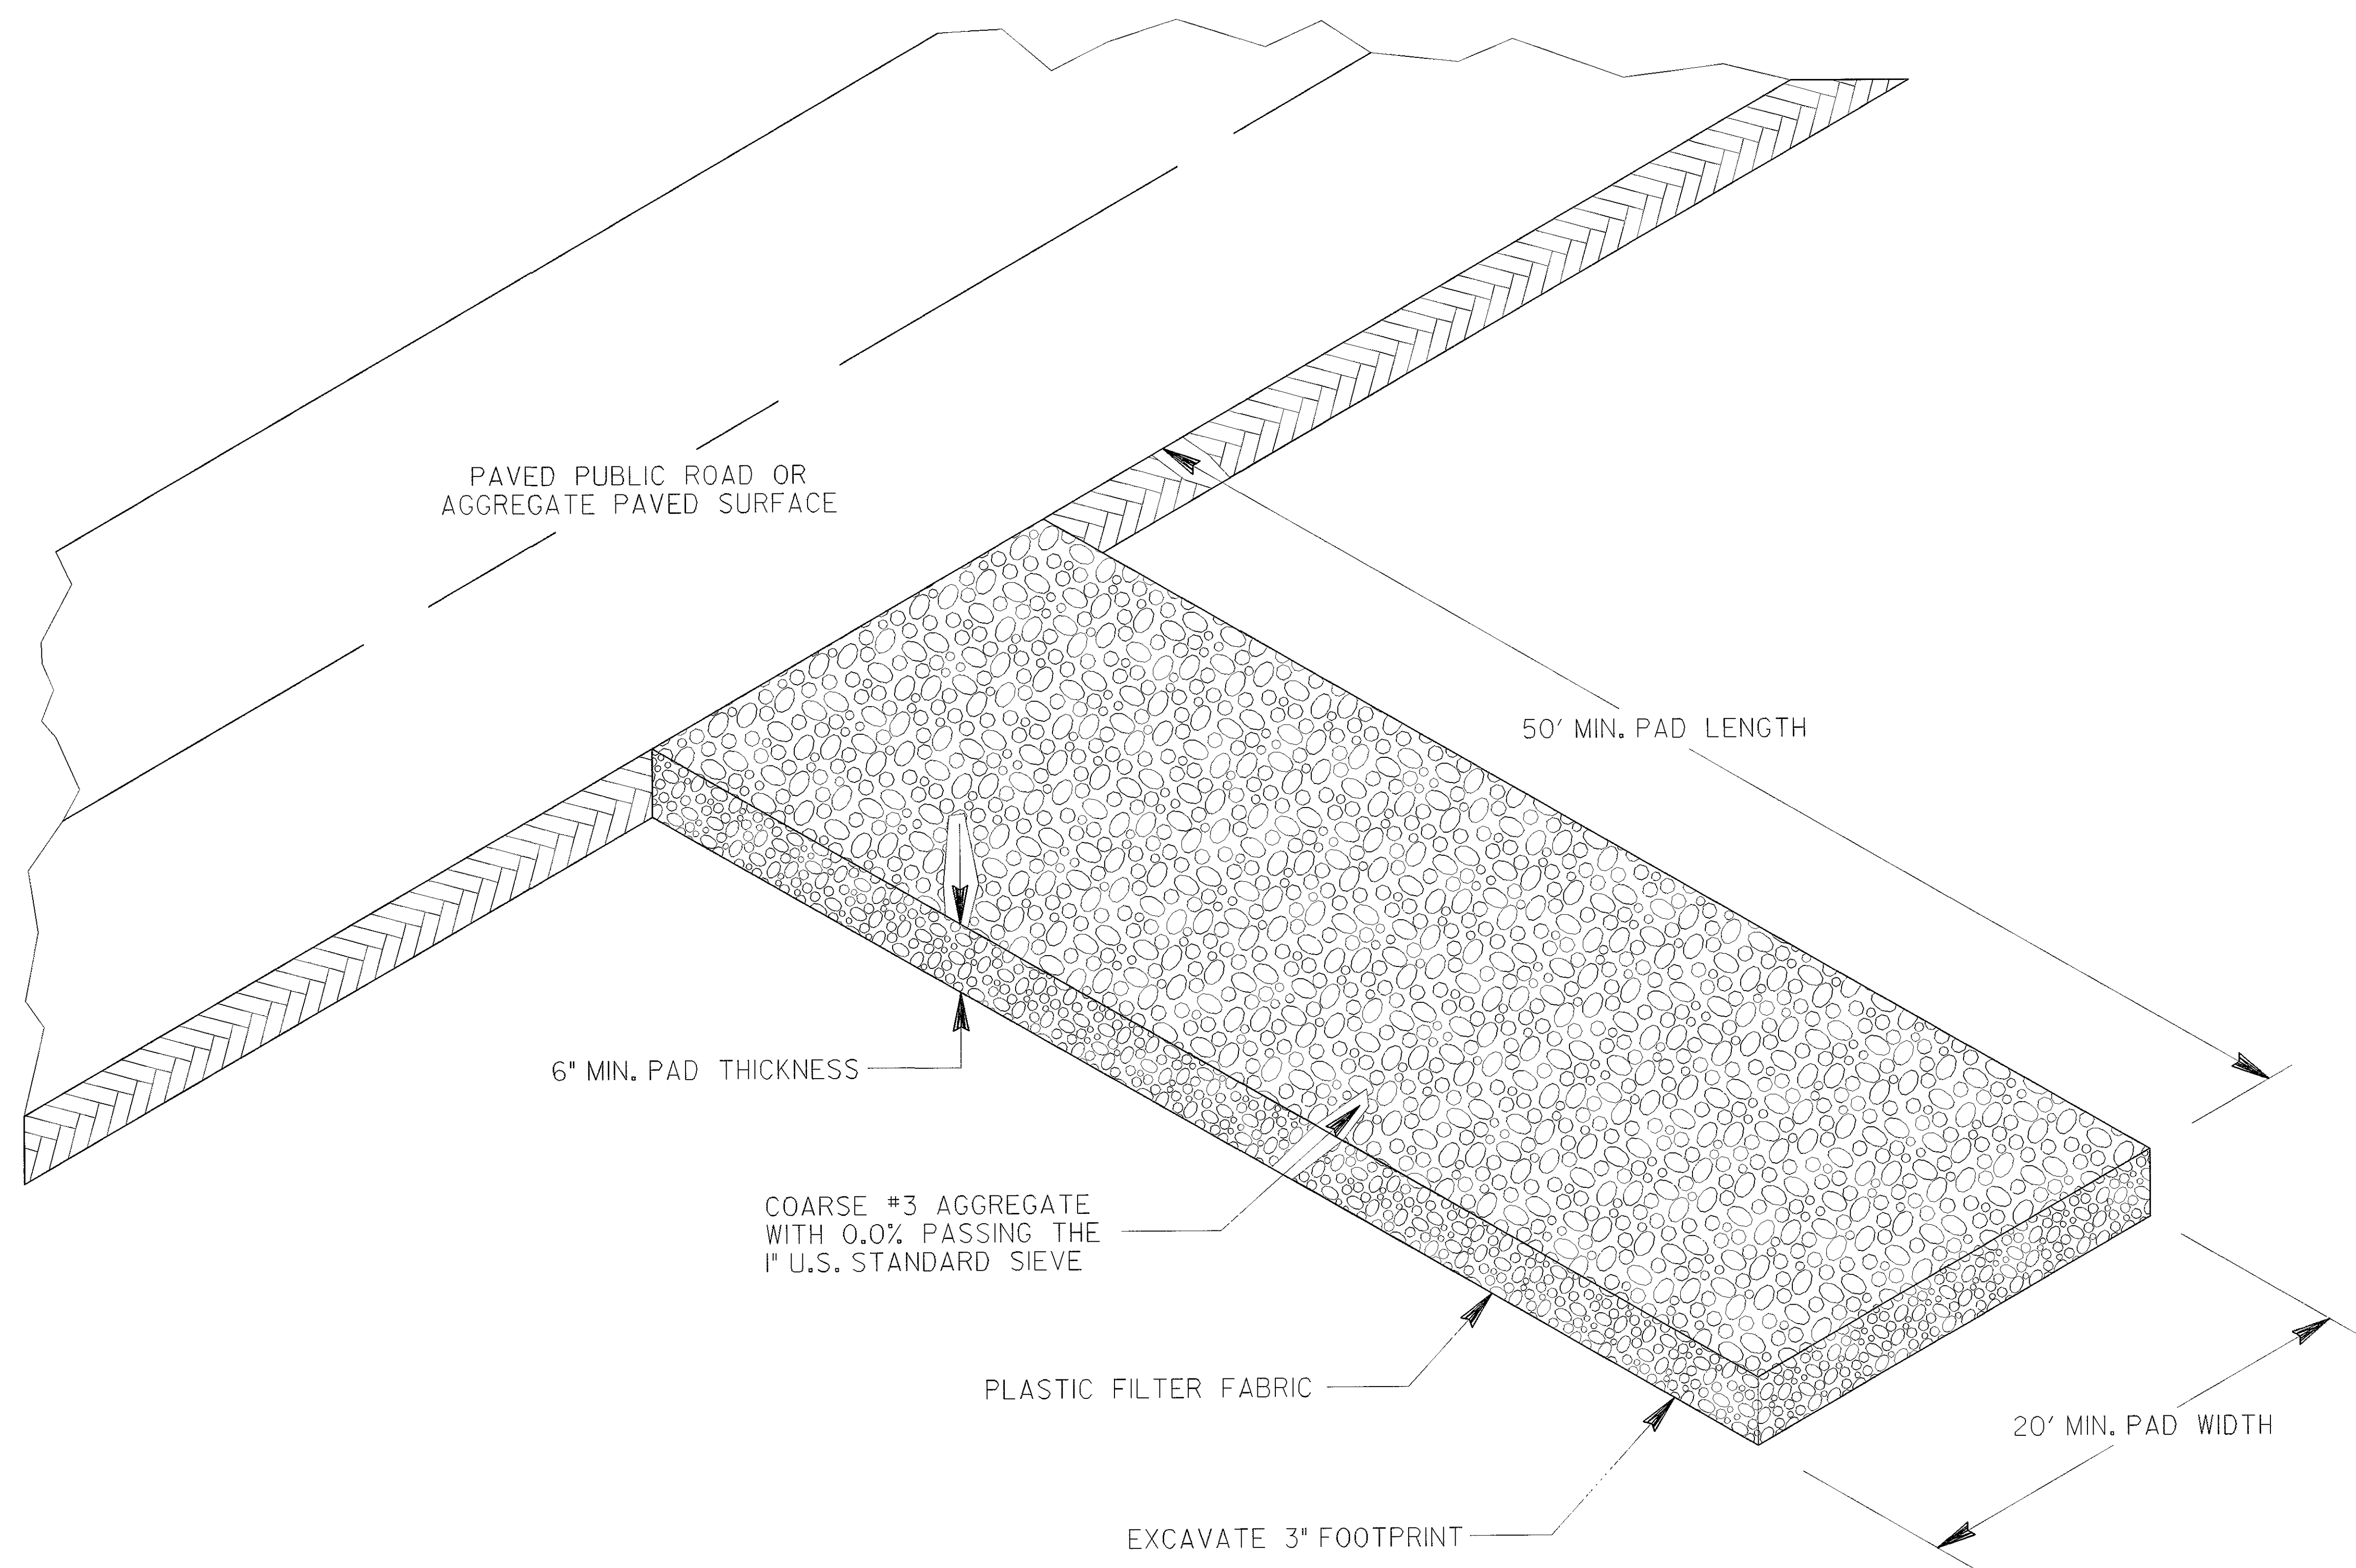 PAVED PUBLIC ROAD OR
AGGREGATE PAVED SURFACE
50' MIN. PAD LENGTH
6" MIN. PAD THICKNESS
COARSE #3 AGGREGATE
WITH 0.0% PASSING THE
1" U.S. STANDARD SIEVE
PLASTIC FILTER FABRIC
20' MIN. PAD WIDTH
EXCAVATE 3" FOOTPRINT